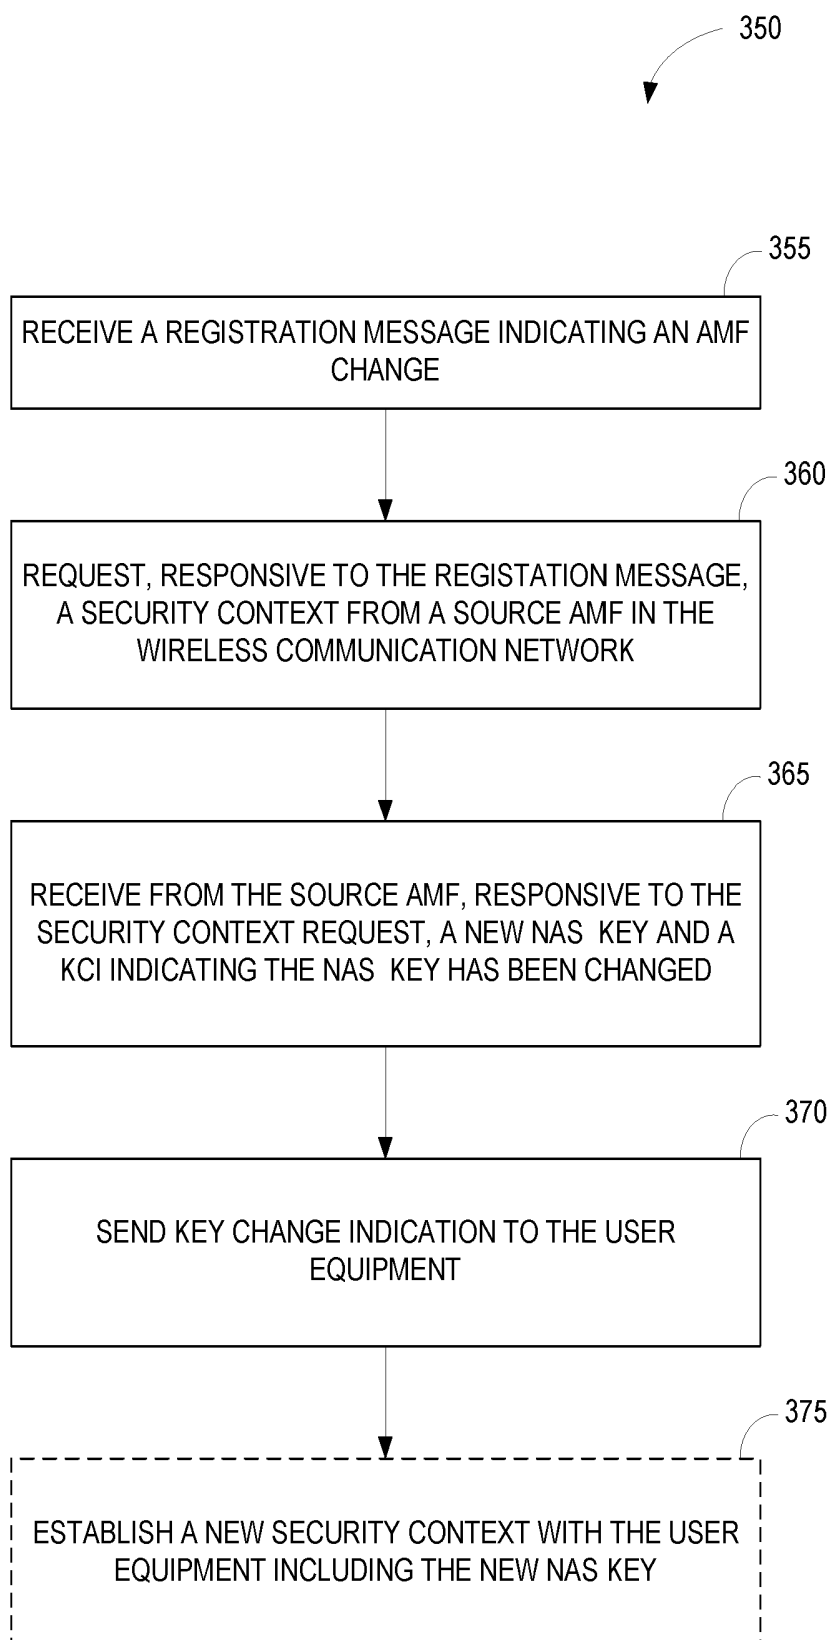 350
355
RECEIVE A REGISTRATION MESSAGE INDICATING AN AMF
CHANGE
360
REQUEST, RESPONSIVE TO THE REGISTATION MESSAGE,
A SECURITY CONTEXT FROM A SOURCE AMF IN THE
WIRELESS COMMUNICATION NETWORK
365
RECEIVE FROM THE SOURCE AMF, RESPONSIVE TO THE
SECURITY CONTEXT REQUEST, A NEW NAS KEY AND A
KCI INDICATING THE NAS KEY HAS BEEN CHANGED
370
SEND KEY CHANGE INDICATION TO THE USER
EQUIPMENT
375
ESTABLISH A NEW SECURITY CONTEXT WITH THE USER
EQUIPMENT INCLUDING THE NEW NAS KEY